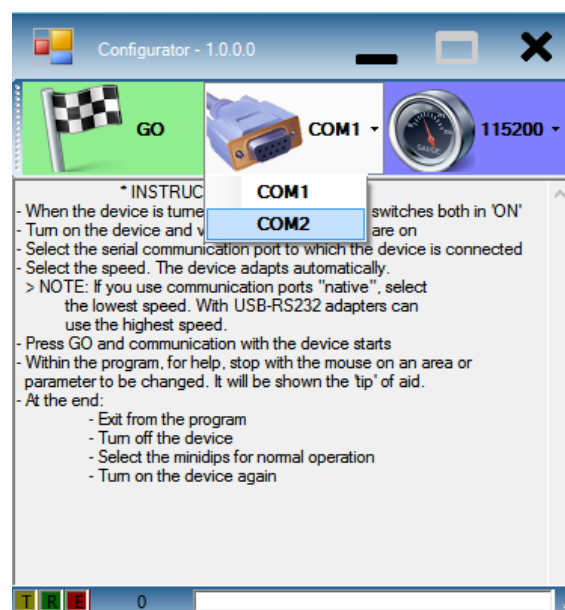 Configurator - 1.0.0.0
GO
COM1
115200
COM1
COM2
* INSTRUC
- When the device is turne switches both in 'ON'
- Turn on the device and v are on
- Select the serial communication port to which the device is connected
- Select the speed. The device adapts automatically.
> NOTE: If you use communication ports "native", select
the lowest speed. With USB-RS232 adapters can
use the highest speed.
- Press GO and communication with the device starts
- Within the program, for help, stop with the mouse on an area or
parameter to be changed. It will be shown the 'tip' of aid.
- At the end:
- Exit from the program
- Turn off the device
- Select the minidips for normal operation
- Turn on the device again
T R E 0